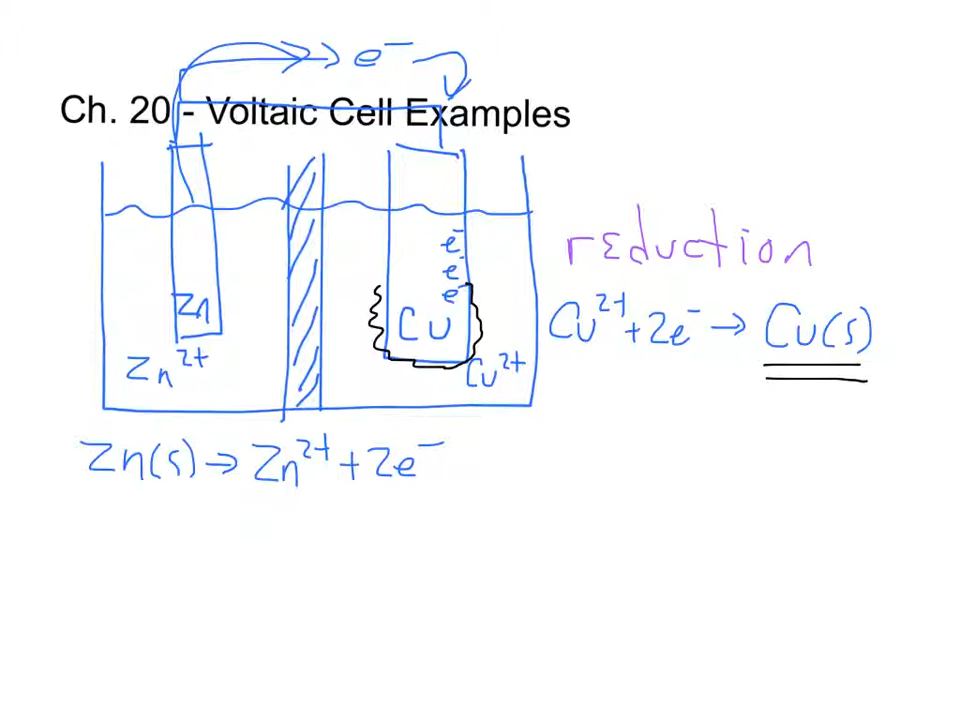 e⁻
Ch. 20 - Voltaic Cell Examples
reduction
e⁻
e⁻
e⁻
Zn
Cu
Cu²⁺ + 2e⁻ → Cu(s)
Zn²⁺
Cu²⁺
Zn(s) → Zn²⁺ + 2e⁻